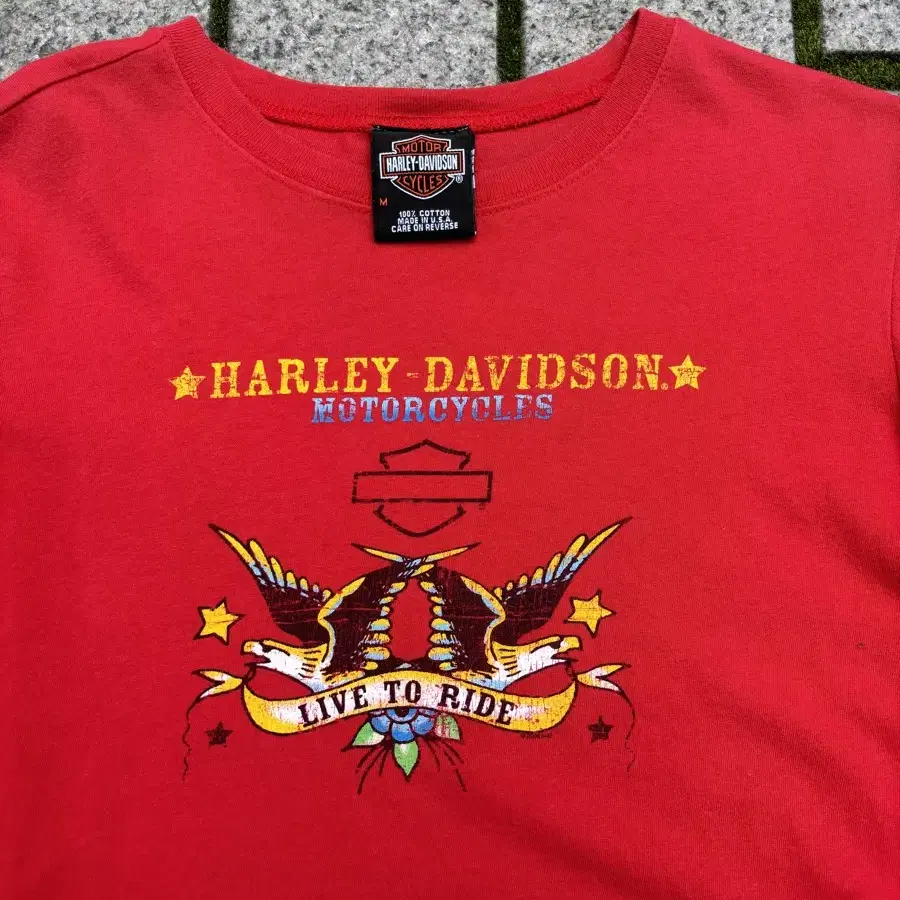 MOTOR
HARLEY-DAVIDSON
CYCLES
®
M
100% COTTON
MADE IN U.S.A.
CARE ON REVERSE
HARLEY-DAVIDSON
MOTORCYCLES
LIVE TO RIDE